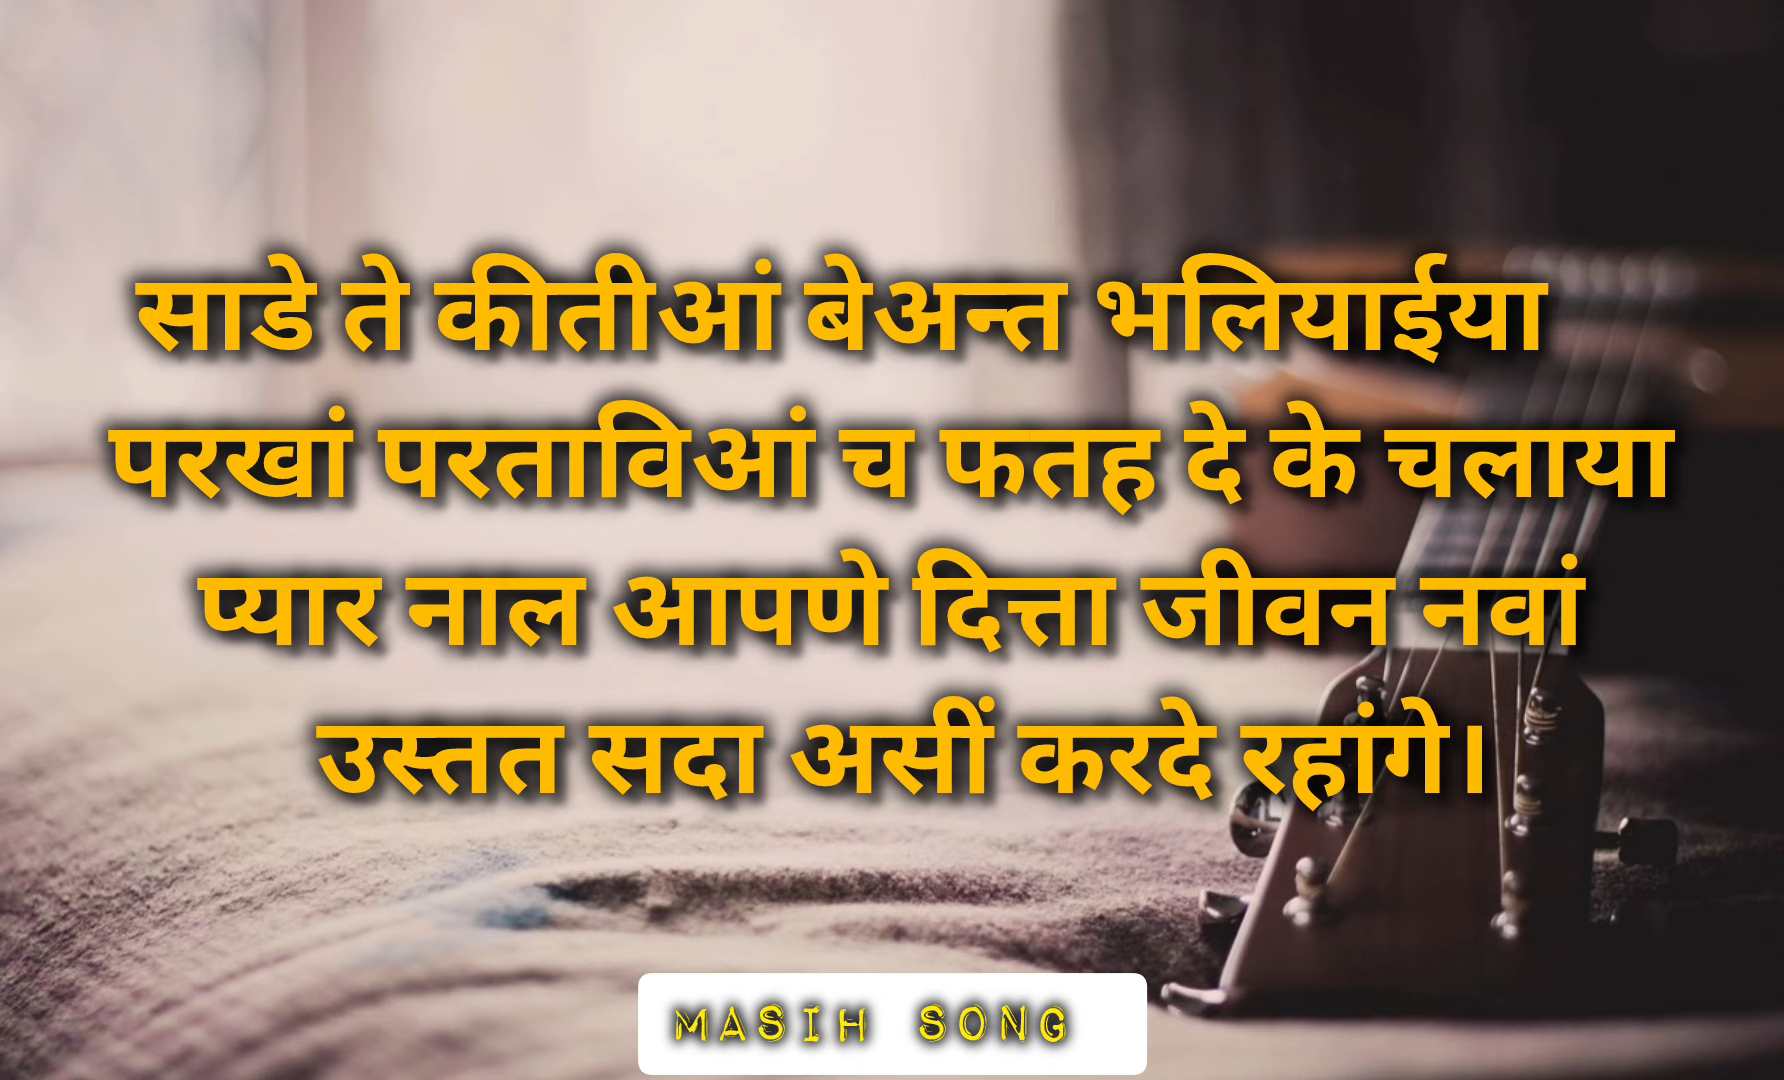 साडे ते कीतीआं बेअन्त भलियाईया
परखां परताविआं च फतह दे के चलाया
प्यार नाल आपणे दित्ता जीवन नवां
उस्तत सदा असीं करदे रहांगे।
MASIH SONG